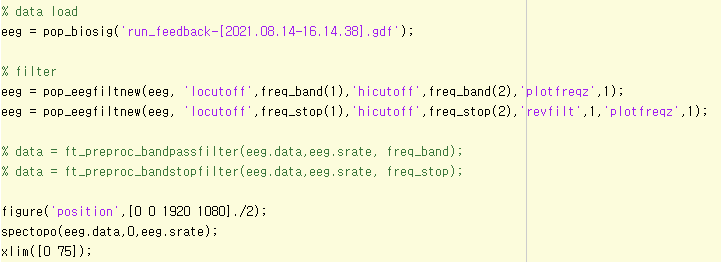 % data load
eeg = pop_biosig('run_feedback-[2021.08.14-16.14.38].gdf');
% filter
eeg = pop_eegfiltnew(eeg, 'locutoff',freq_band(1),'hicutoff',freq_band(2),'plotfreqz',1);
eeg = pop_eegfiltnew(eeg, 'locutoff',freq_stop(1),'hicutoff',freq_stop(2),'revfilt',1,'plotfreqz',1);
% data = ft_preproc_bandpassfilter(eeg.data,eeg.srate, freq_band);
% data = ft_preproc_bandstopfilter(eeg.data,eeg.srate, freq_stop);
figure('position',[0 0 1920 1080]./2);
spectopo(eeg.data,0,eeg.srate);
xlim([0 75]);